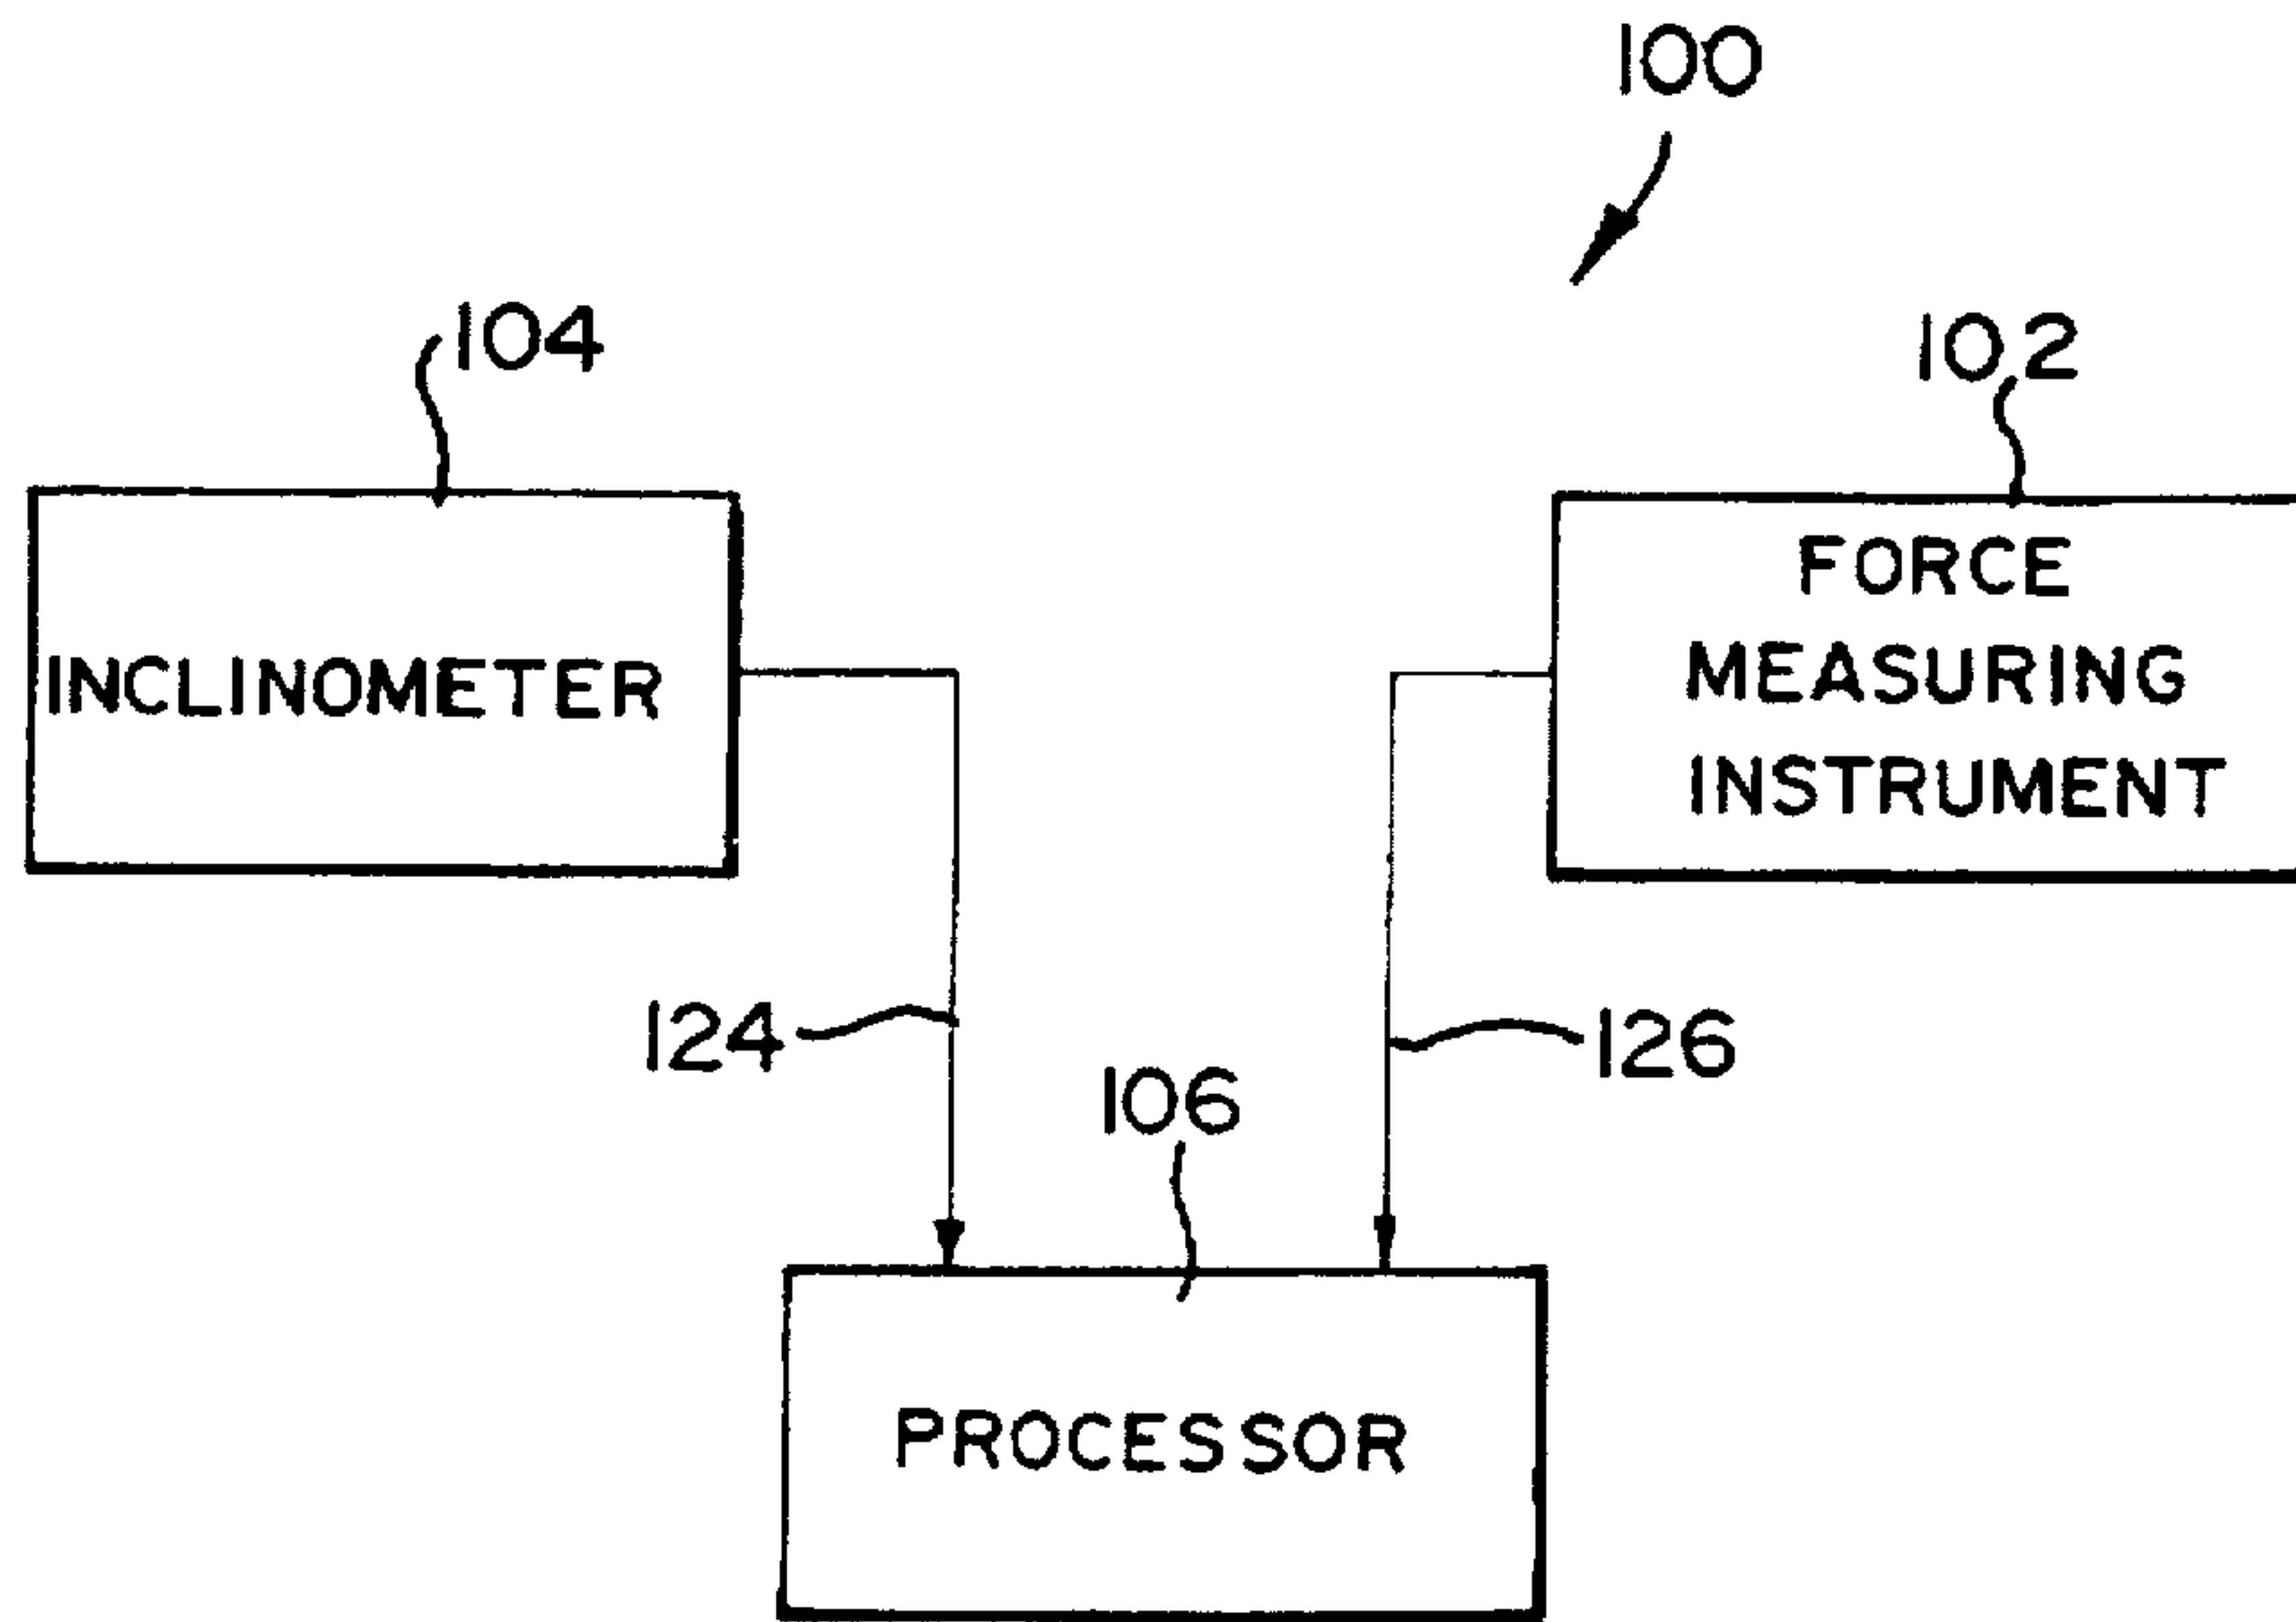 100
104
102
INCLINOMETER
FORCE
MEASURING
INSTRUMENT
124
126
106
PROCESSOR